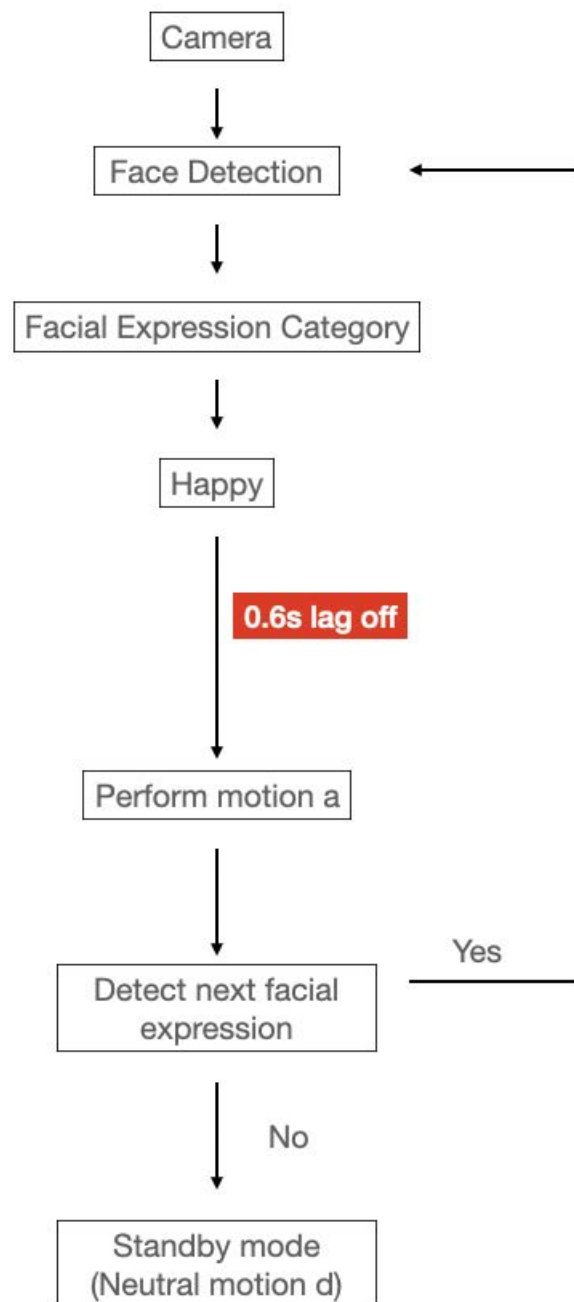 Camera
Face Detection
Facial Expression Category
Happy
0.6s lag off
Perform motion a
Yes
Detect next facial
expression
No
Standby mode
(Neutral motion d)